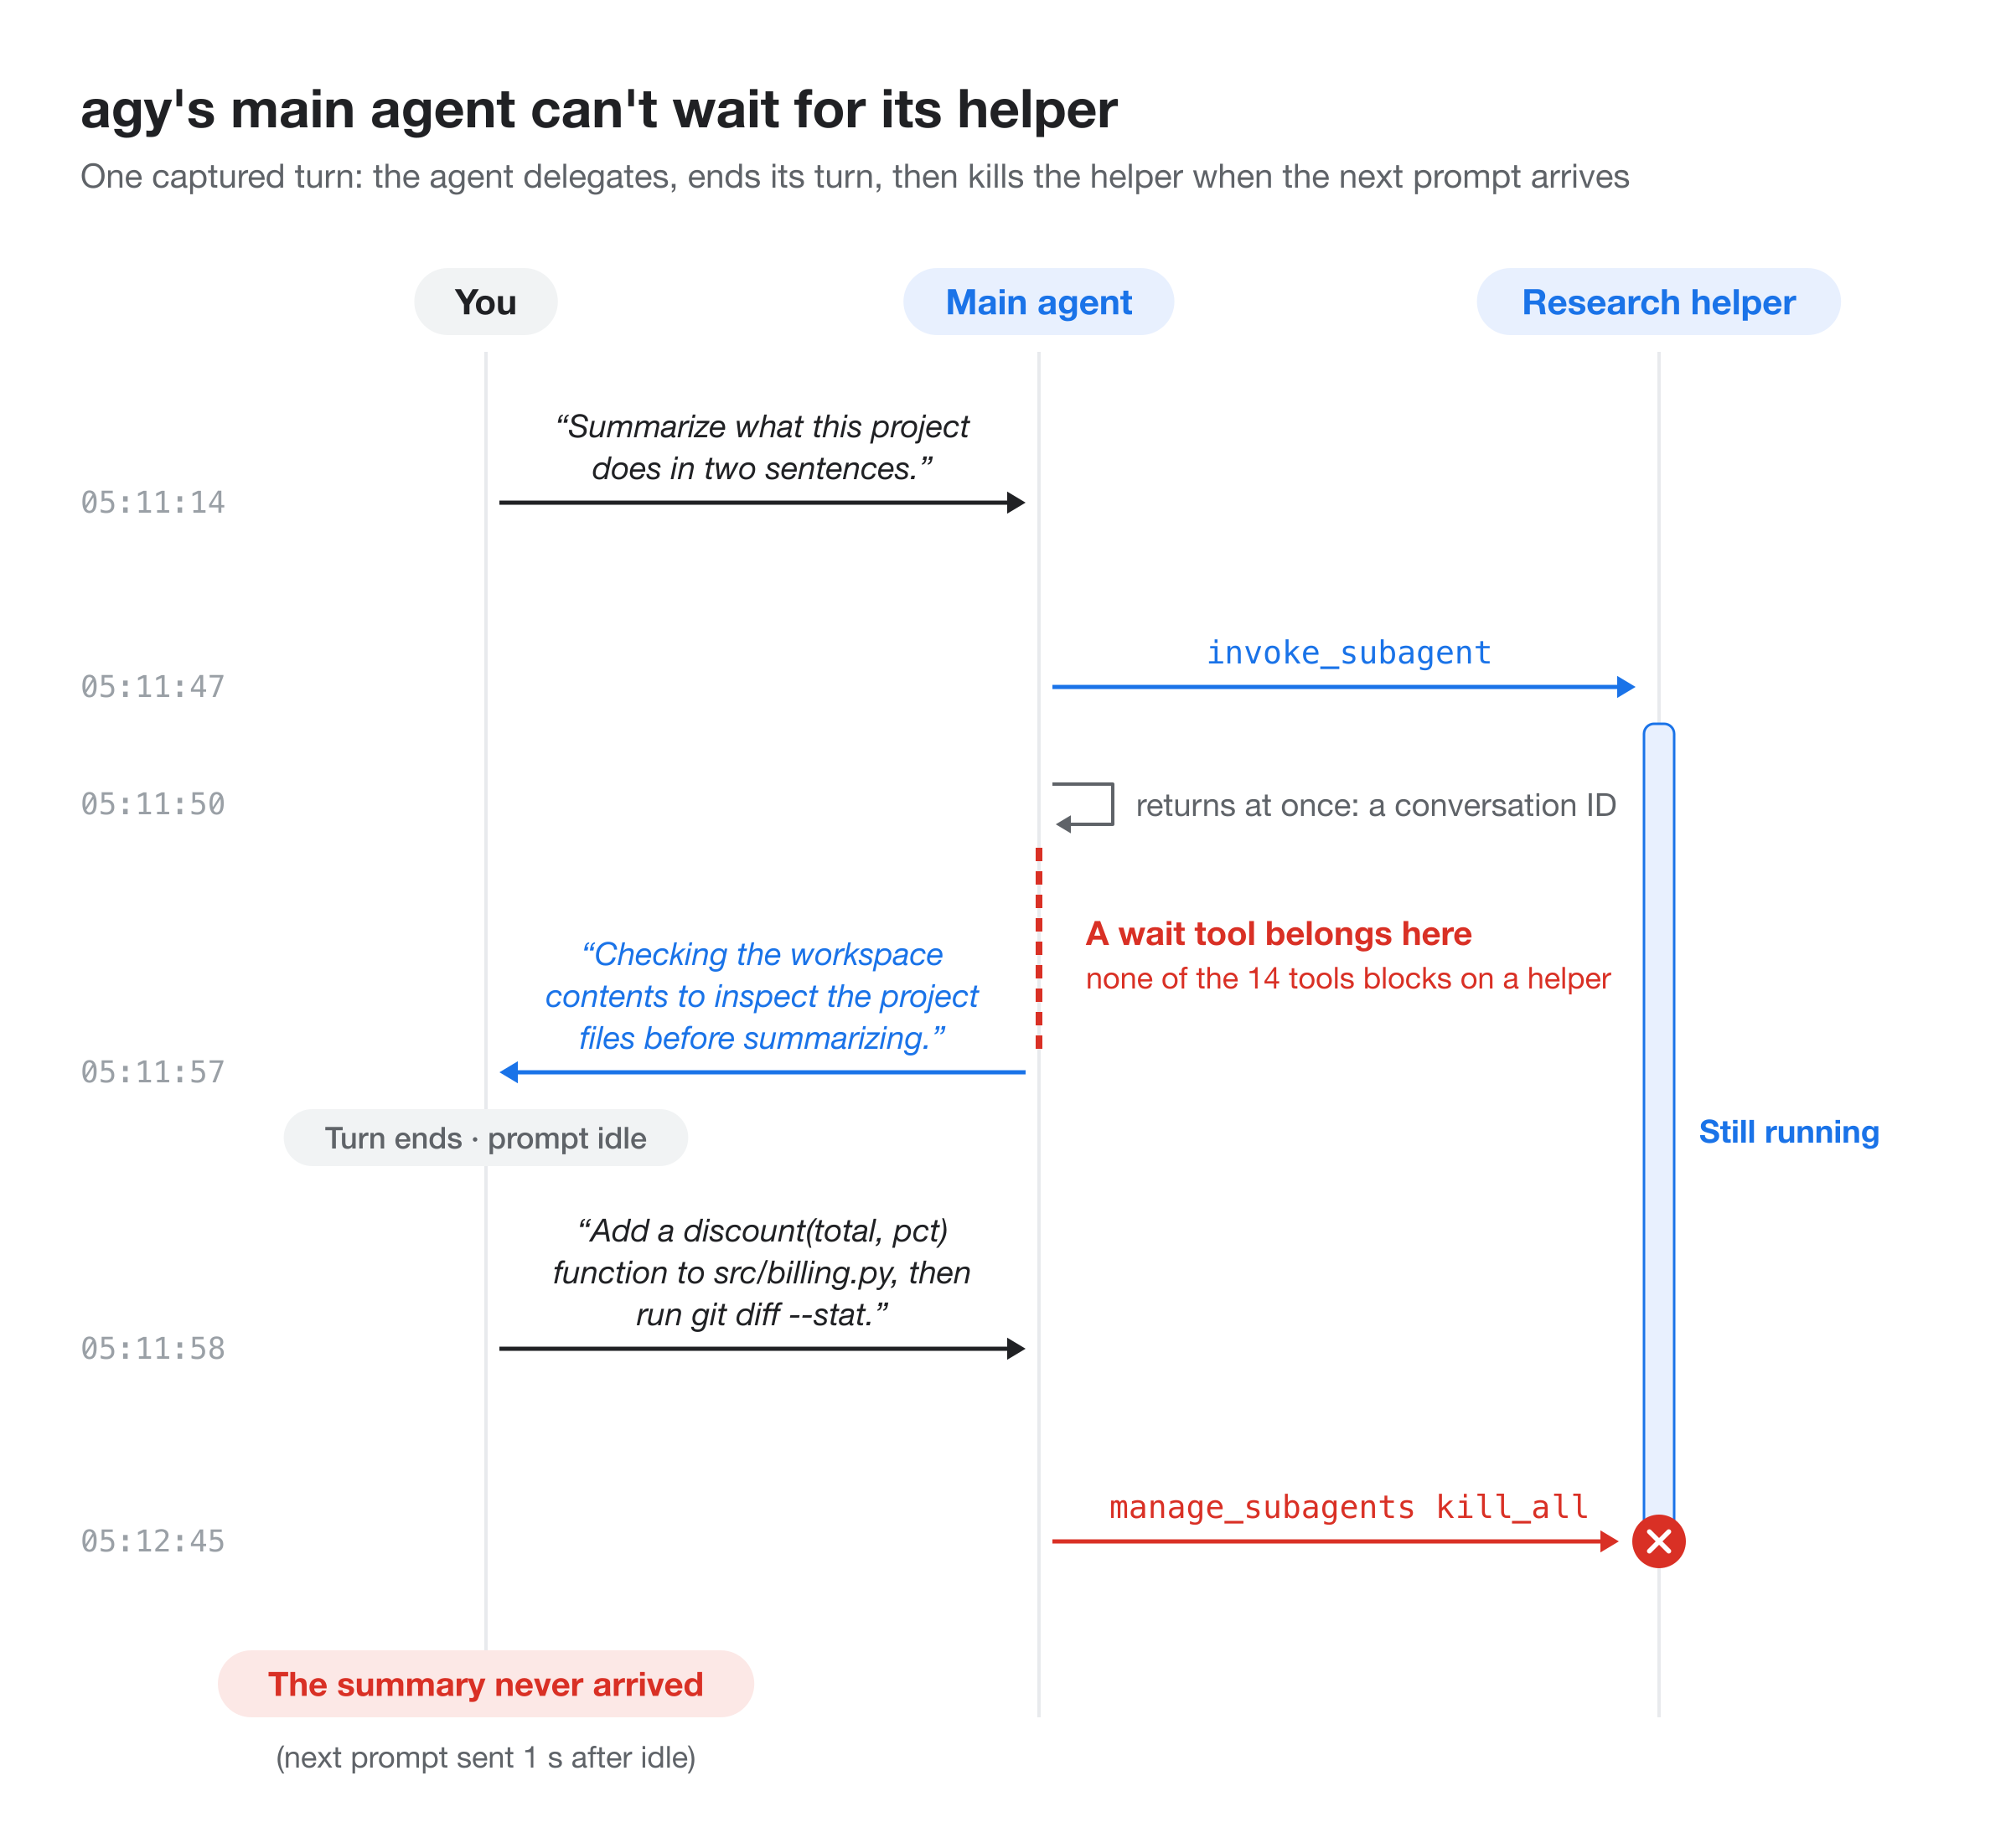 agy's main agent can't wait for its helper
One captured turn: the agent delegates, ends its turn, then kills the helper when the next prompt arrives
You
Main agent
Research helper
“Summarize what this project
does in two sentences.”
05:11:14
invoke_subagent
05:11:47
05:11:50
returns at once: a conversation ID
A wait tool belongs here
none of the 14 tools blocks on a helper
“Checking the workspace
contents to inspect the project
files before summarizing.”
05:11:57
Turn ends · prompt idle
Still running
“Add a discount(total, pct)
function to src/billing.py, then
run git diff --stat.”
05:11:58
manage_subagents kill_all
05:12:45
The summary never arrived
(next prompt sent 1 s after idle)